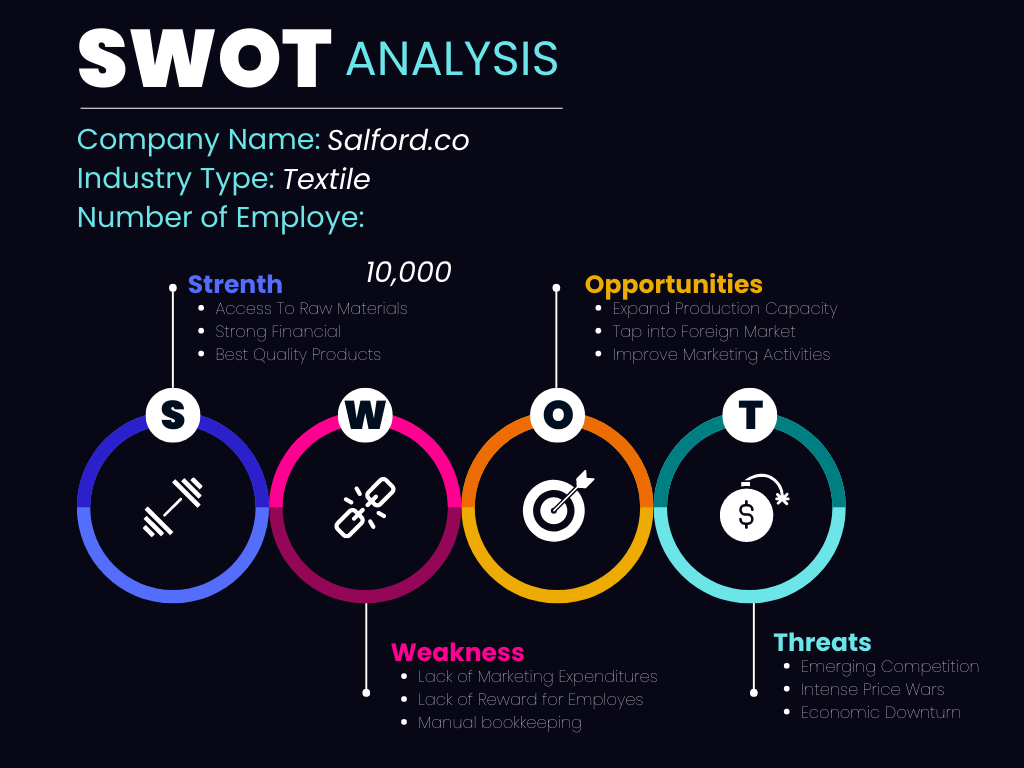 SWOT ANALYSIS
Company Name: Salford.co
Industry Type: Textile
Number of Employe:
10,000
Strenth
Access To Raw Materials
Strong Financial
Best Quality Products
Opportunities
Expand Production Capacity
Tap into Foreign Market
Improve Marketing Activities
S W O T
$
Weakness
Lack of Marketing Expenditures
Lack of Reward for Employes
Manual bookkeeping
Threats
Emerging Competition
Intense Price Wars
Economic Downturn